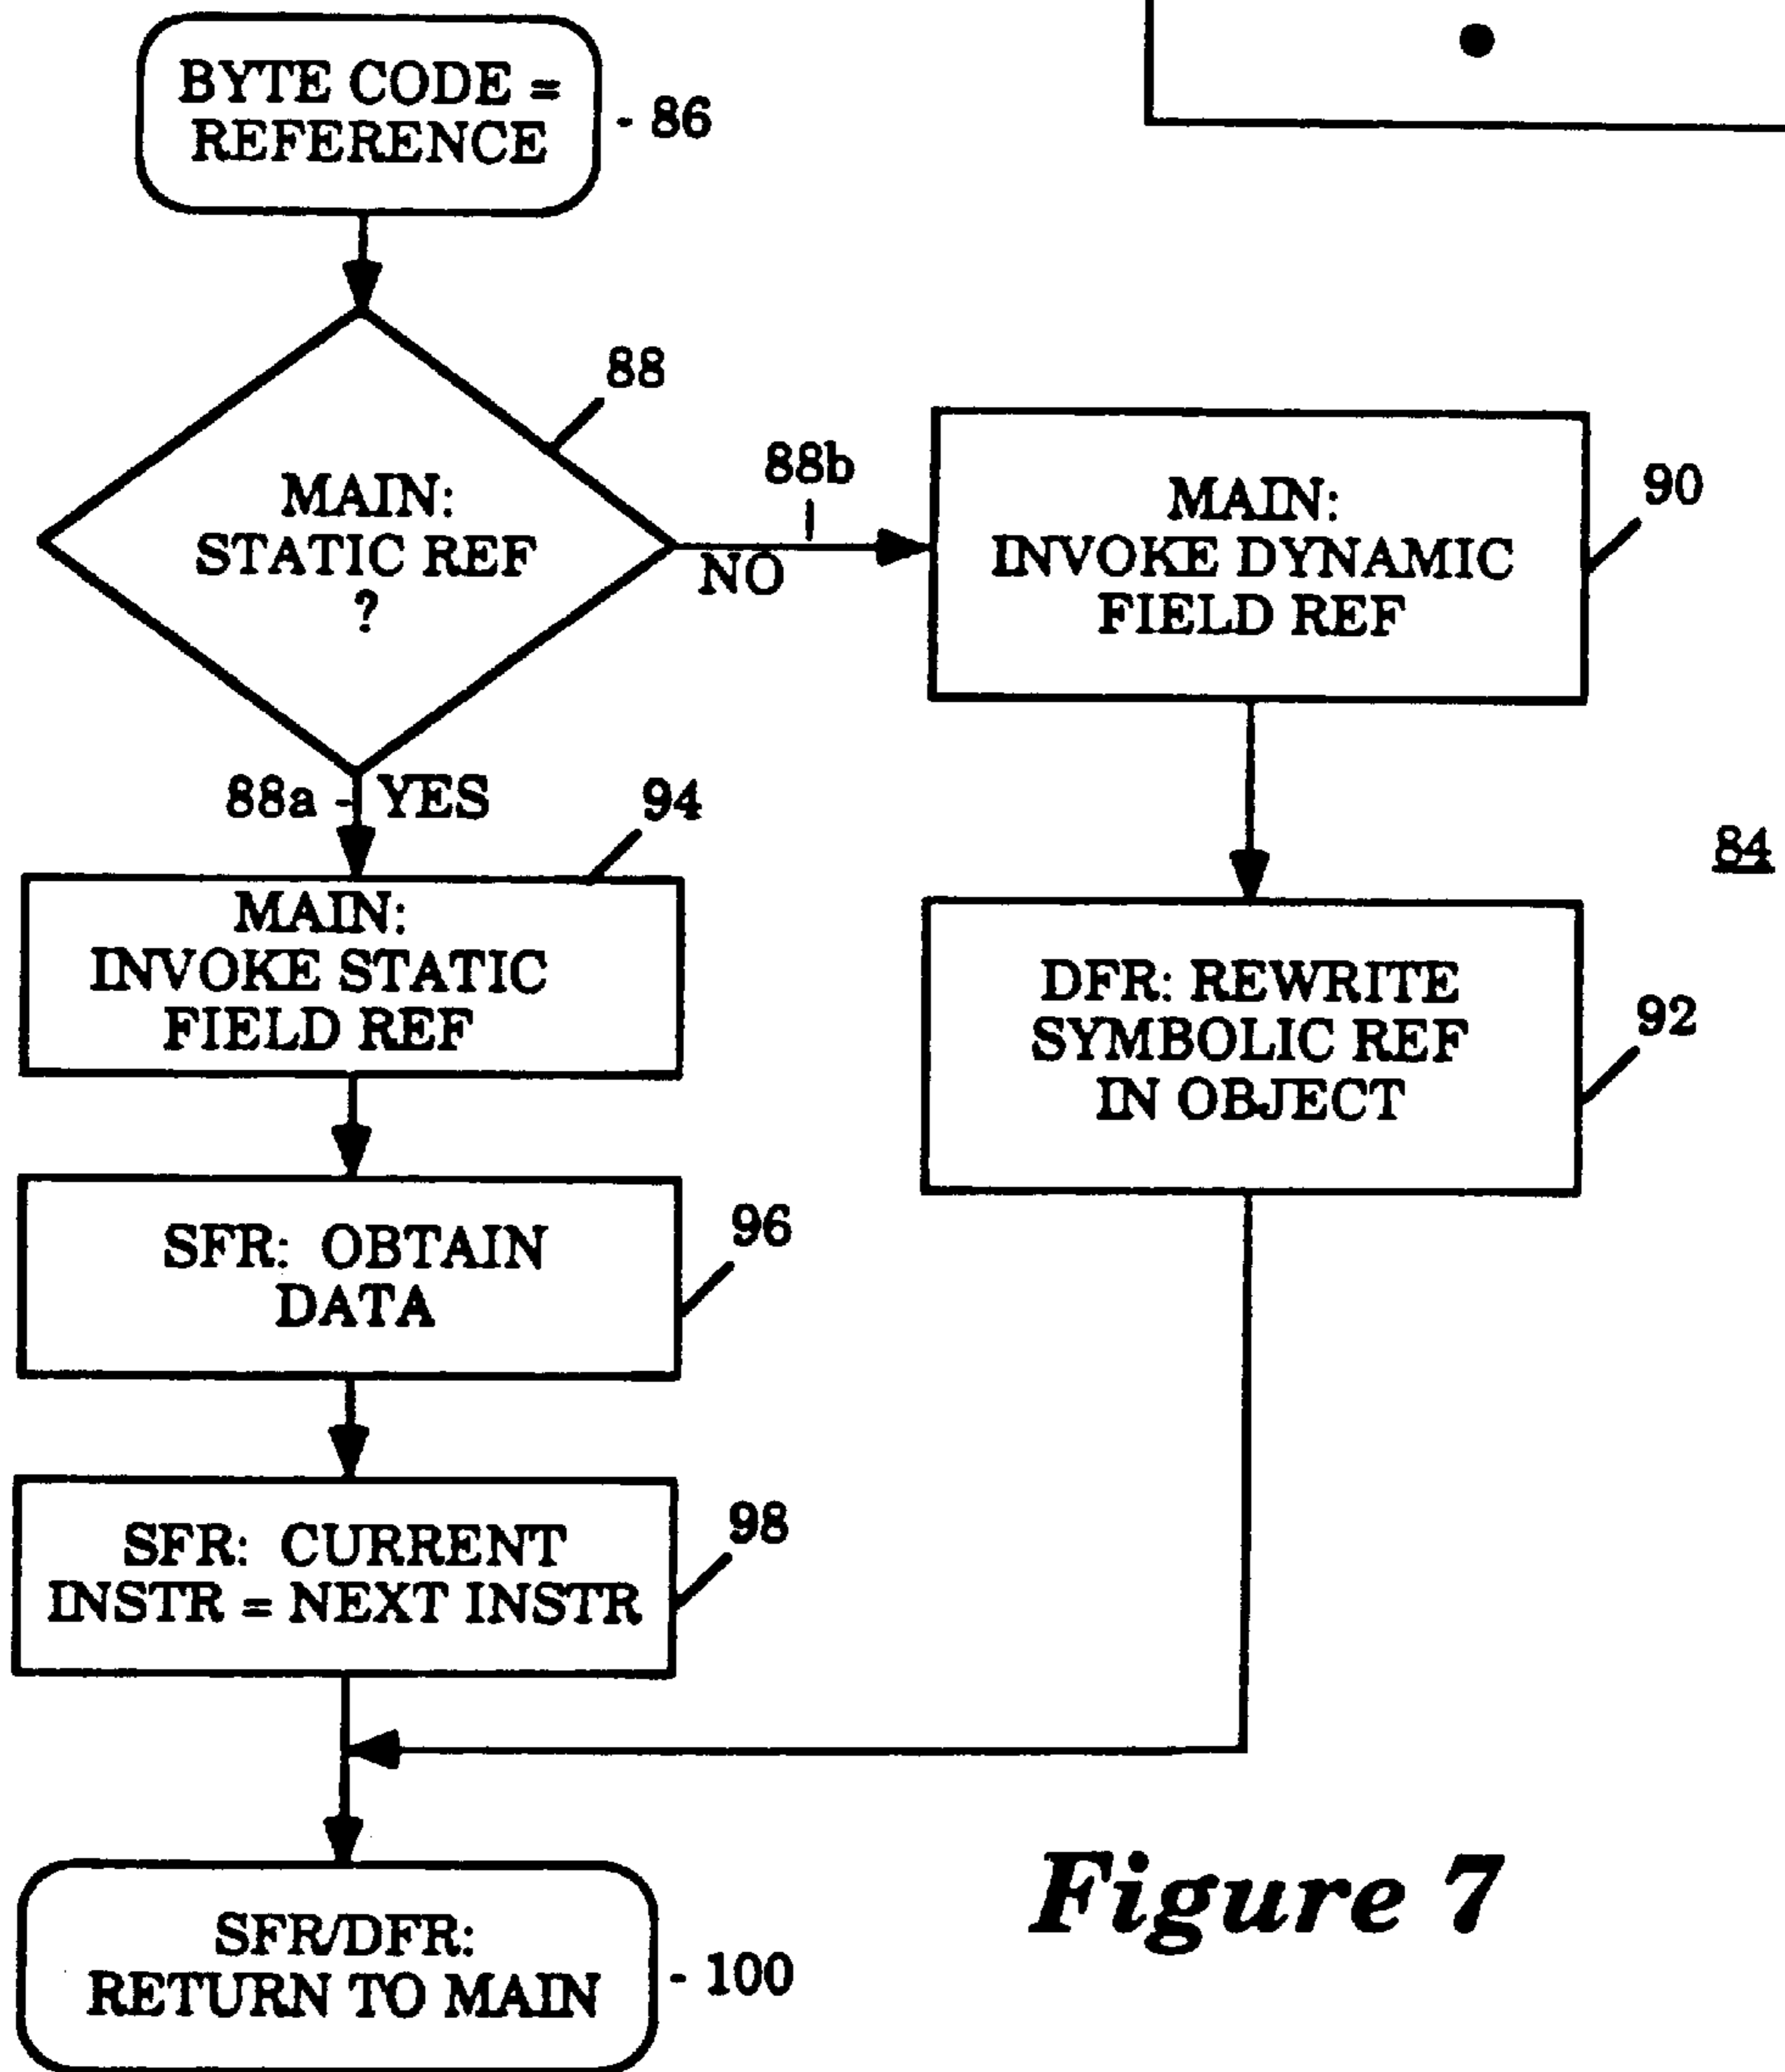 BYTE CODE =
REFERENCE
- 86
88
MAIN:
STATIC REF
?
88b
NO
MAIN:
INVOKE DYNAMIC
FIELD REF
90
88a - YES
94
MAIN:
INVOKE STATIC
FIELD REF
84
DFR: REWRITE
SYMBOLIC REF
IN OBJECT
92
SFR: OBTAIN
DATA
96
SFR: CURRENT
INSTR = NEXT INSTR
98
SFR/DFR:
RETURN TO MAIN
- 100
Figure 7